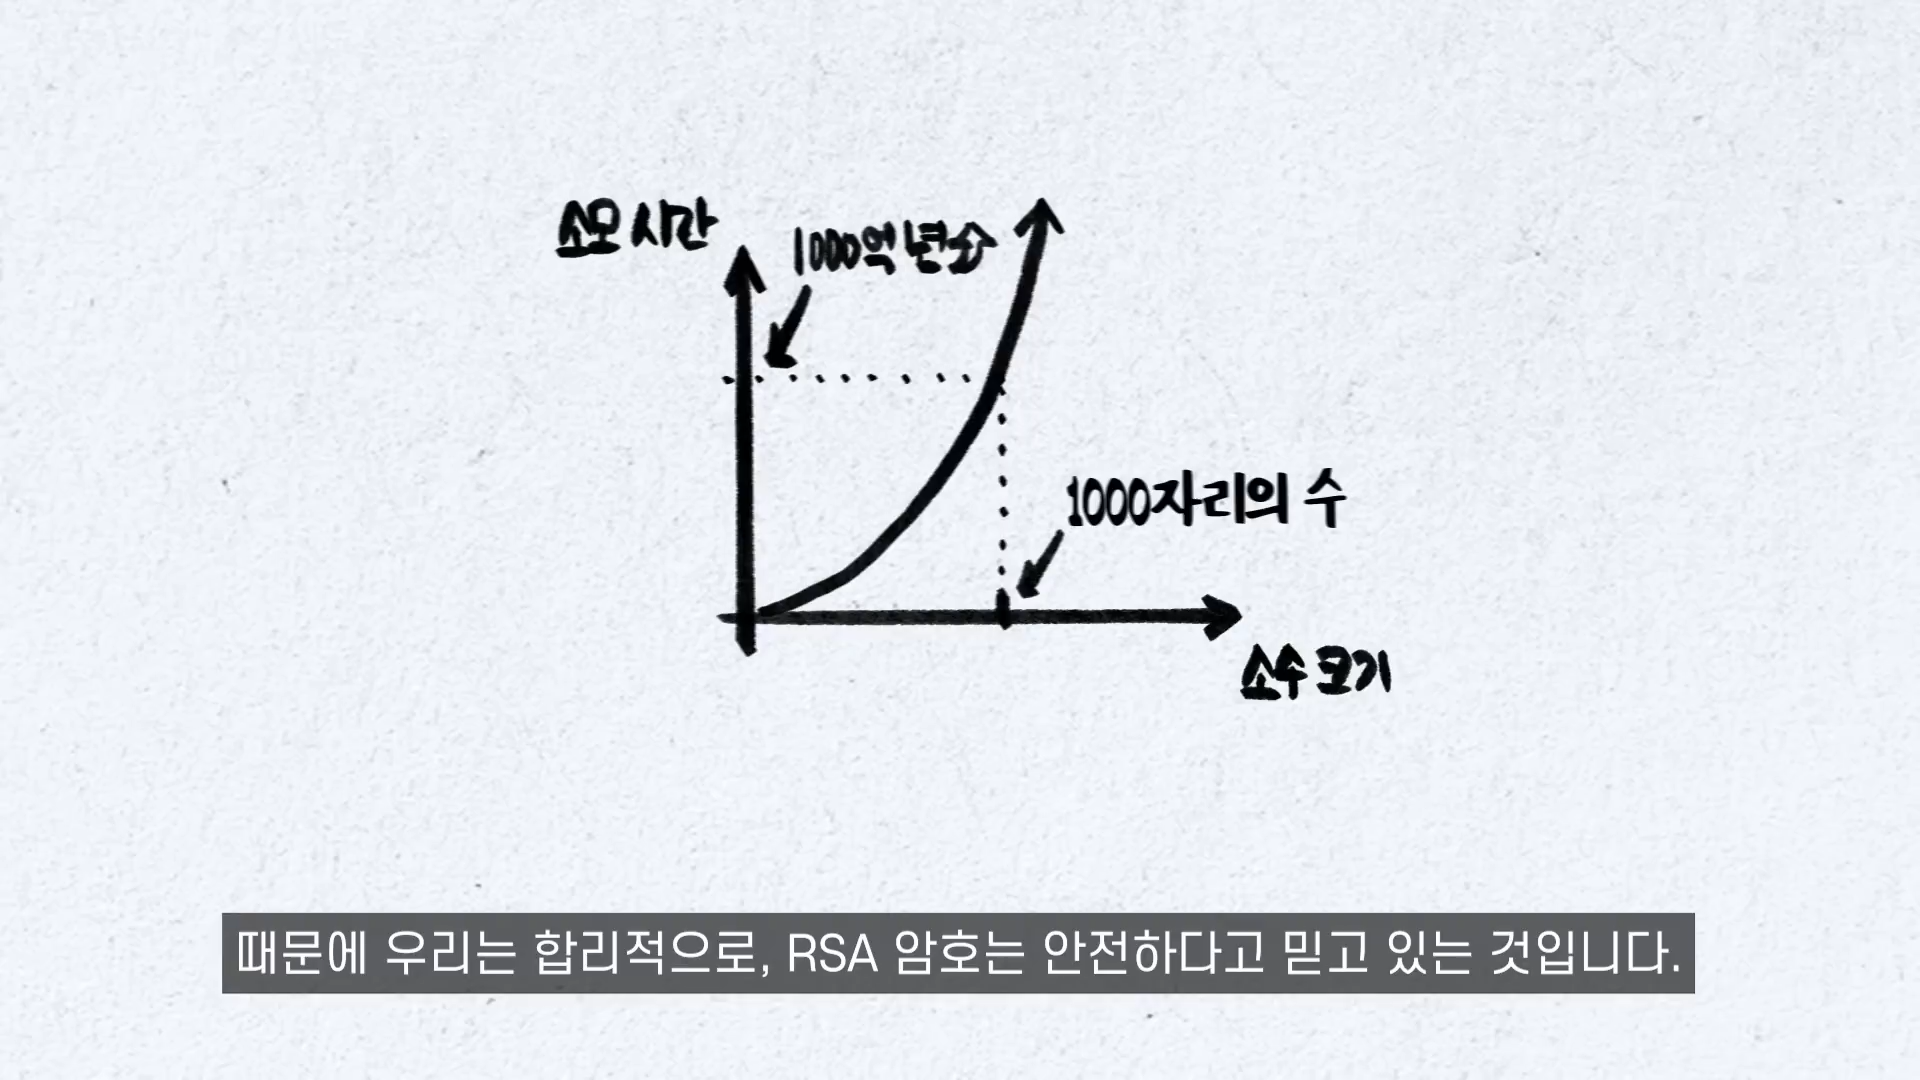 소모 시간
1000억 년
1000자리의 수
소수 크기
때문에 우리는 합리적으로, RSA 암호는 안전하다고 믿고 있는 것입니다.